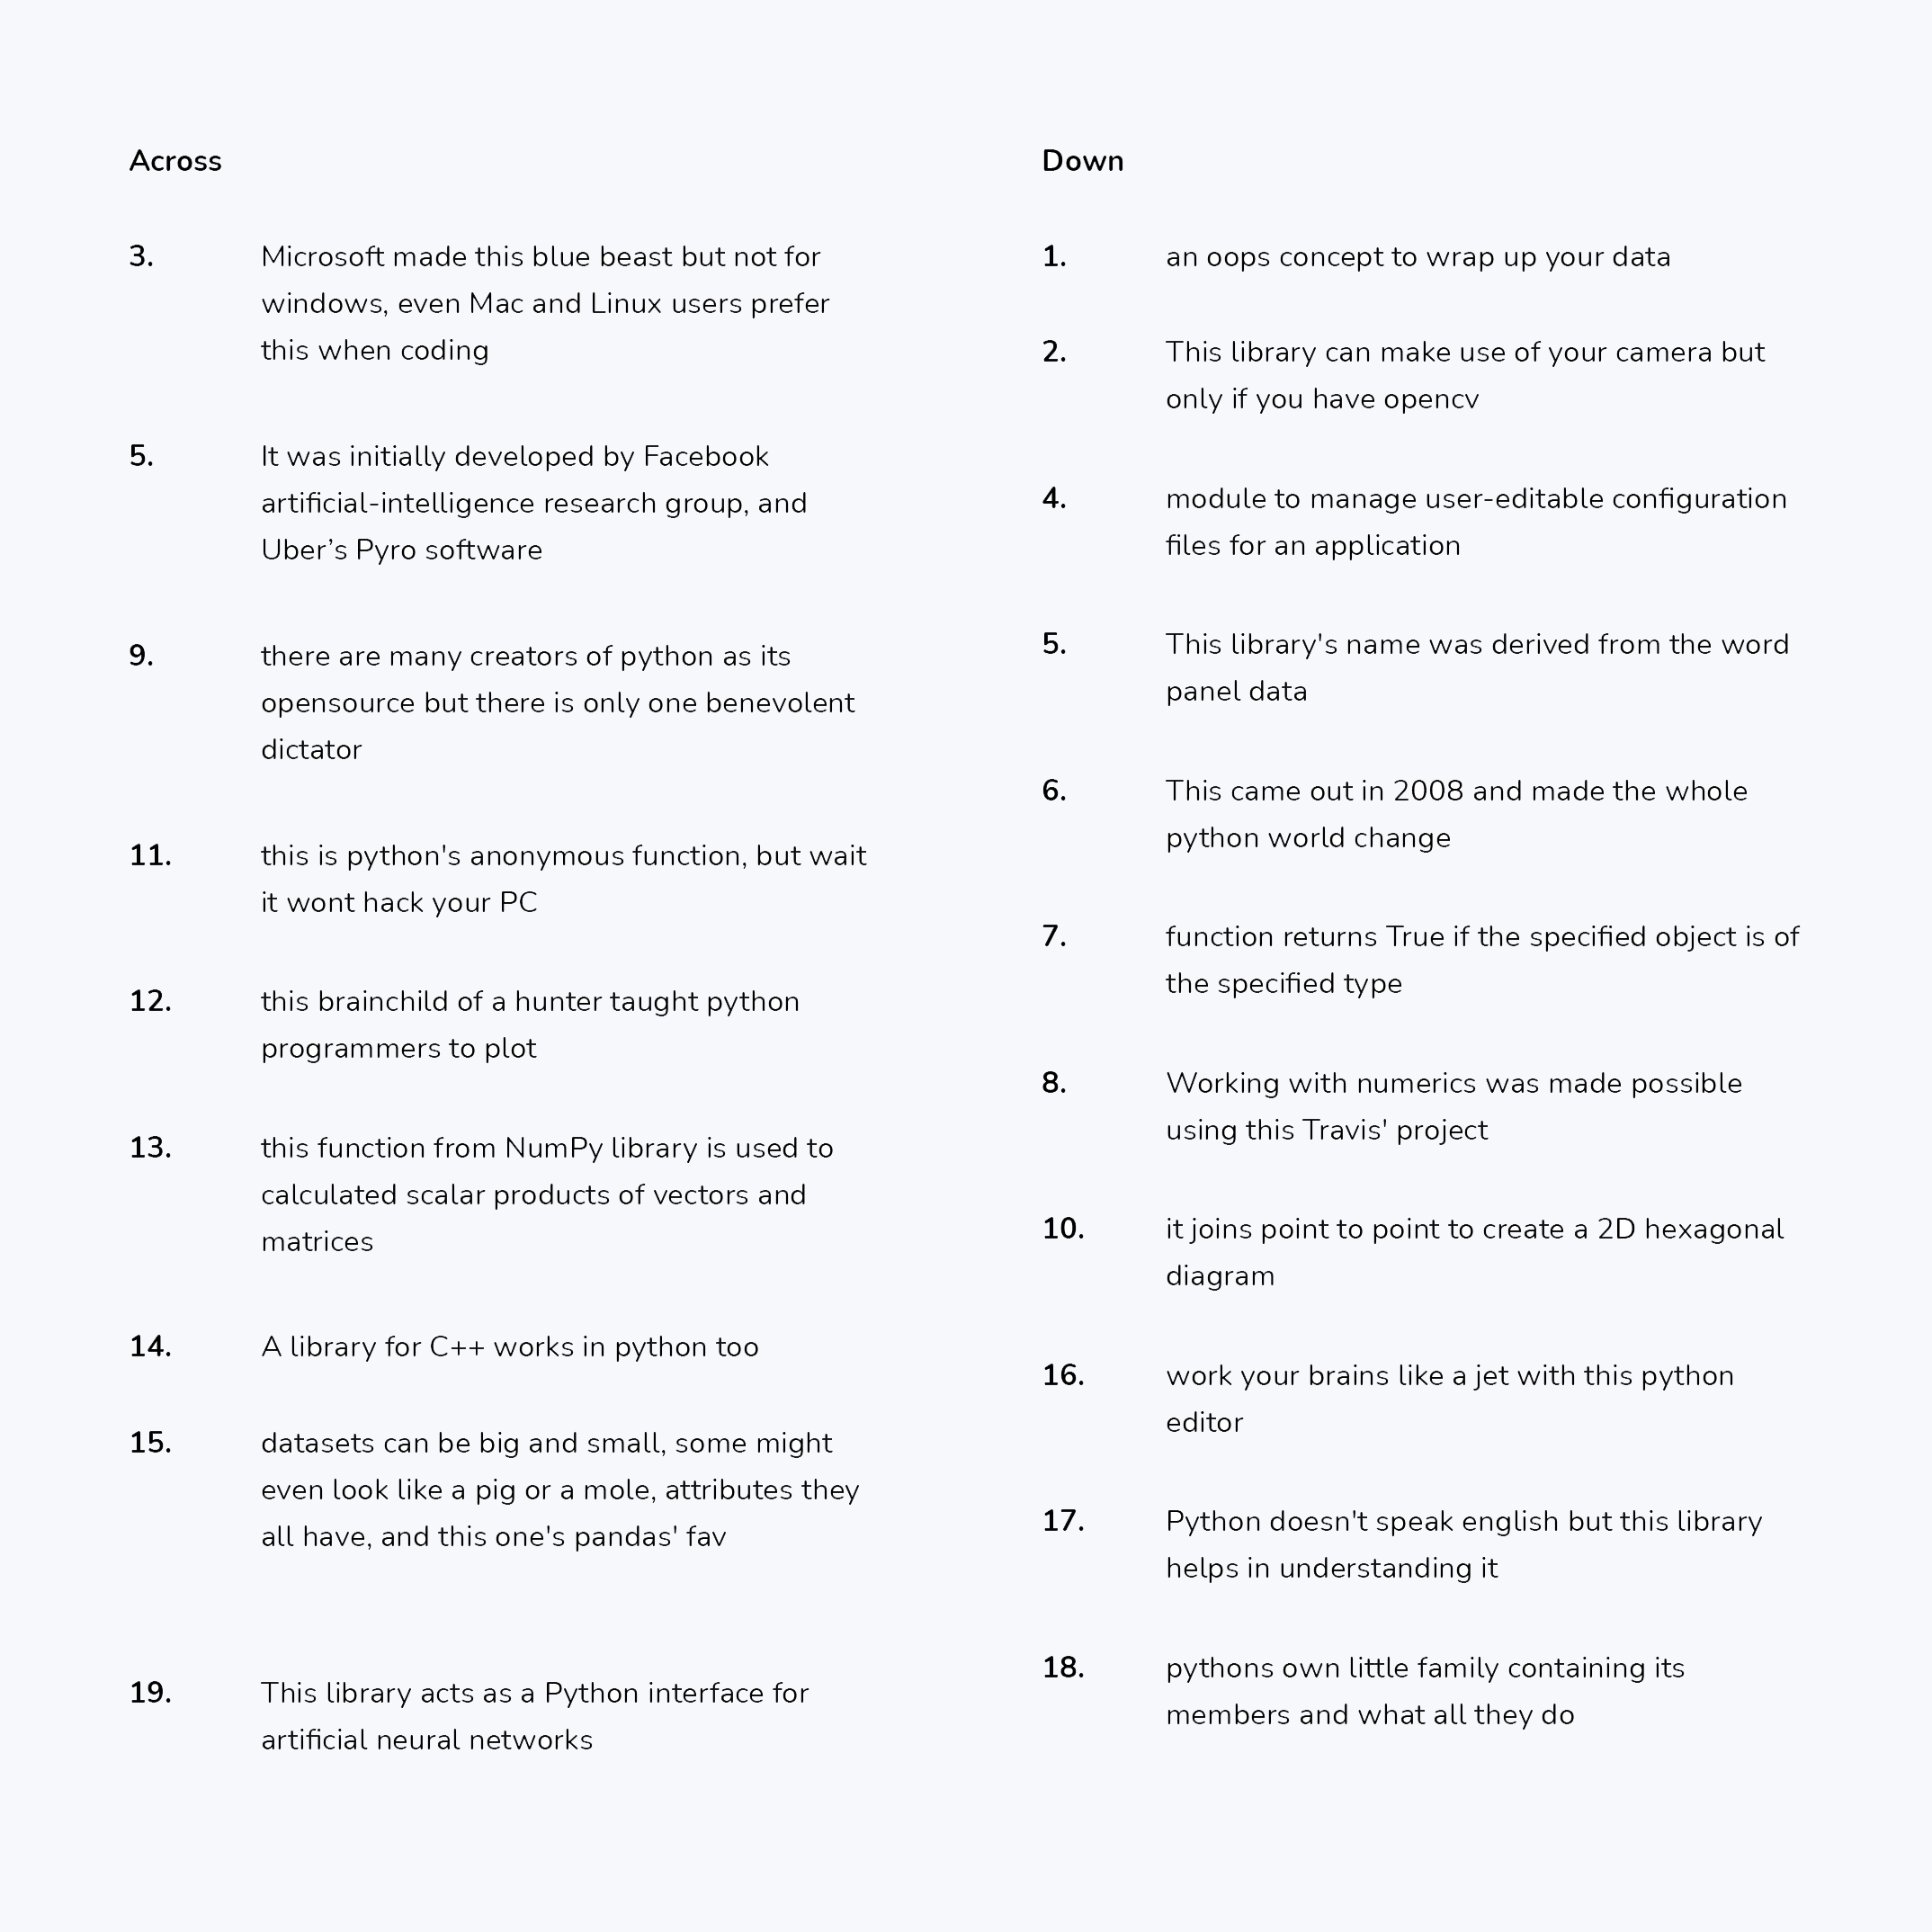 Across
3. Microsoft made this blue beast but not for
windows, even Mac and Linux users prefer
this when coding
5. It was initially developed by Facebook
artificial-intelligence research group, and
Uber’s Pyro software
9. there are many creators of python as its
opensource but there is only one benevolent
dictator
11. this is python's anonymous function, but wait
it wont hack your PC
12. this brainchild of a hunter taught python
programmers to plot
13. this function from NumPy library is used to
calculated scalar products of vectors and
matrices
14. A library for C++ works in python too
15. datasets can be big and small, some might
even look like a pig or a mole, attributes they
all have, and this one's pandas' fav
19. This library acts as a Python interface for
artificial neural networks
Down
1. an oops concept to wrap up your data
2. This library can make use of your camera but
only if you have opencv
4. module to manage user-editable configuration
files for an application
5. This library's name was derived from the word
panel data
6. This came out in 2008 and made the whole
python world change
7. function returns True if the specified object is of
the specified type
8. Working with numerics was made possible
using this Travis' project
10. it joins point to point to create a 2D hexagonal
diagram
16. work your brains like a jet with this python
editor
17. Python doesn't speak english but this library
helps in understanding it
18. pythons own little family containing its
members and what all they do